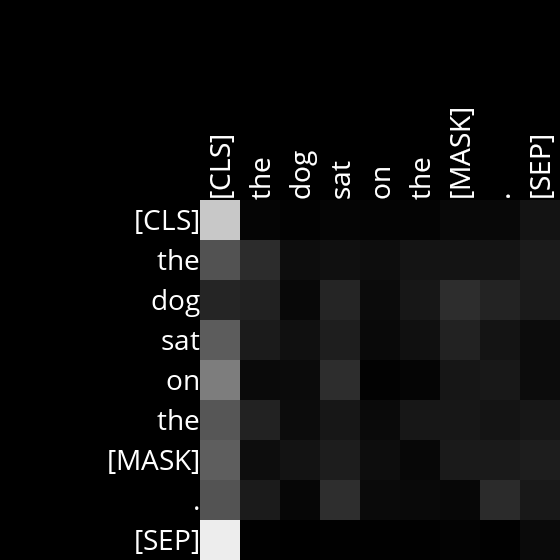 [CLS] the dog sat on the [MASK] . [SEP]
[CLS]
the
dog
sat
on
the
[MASK]
.
[SEP]